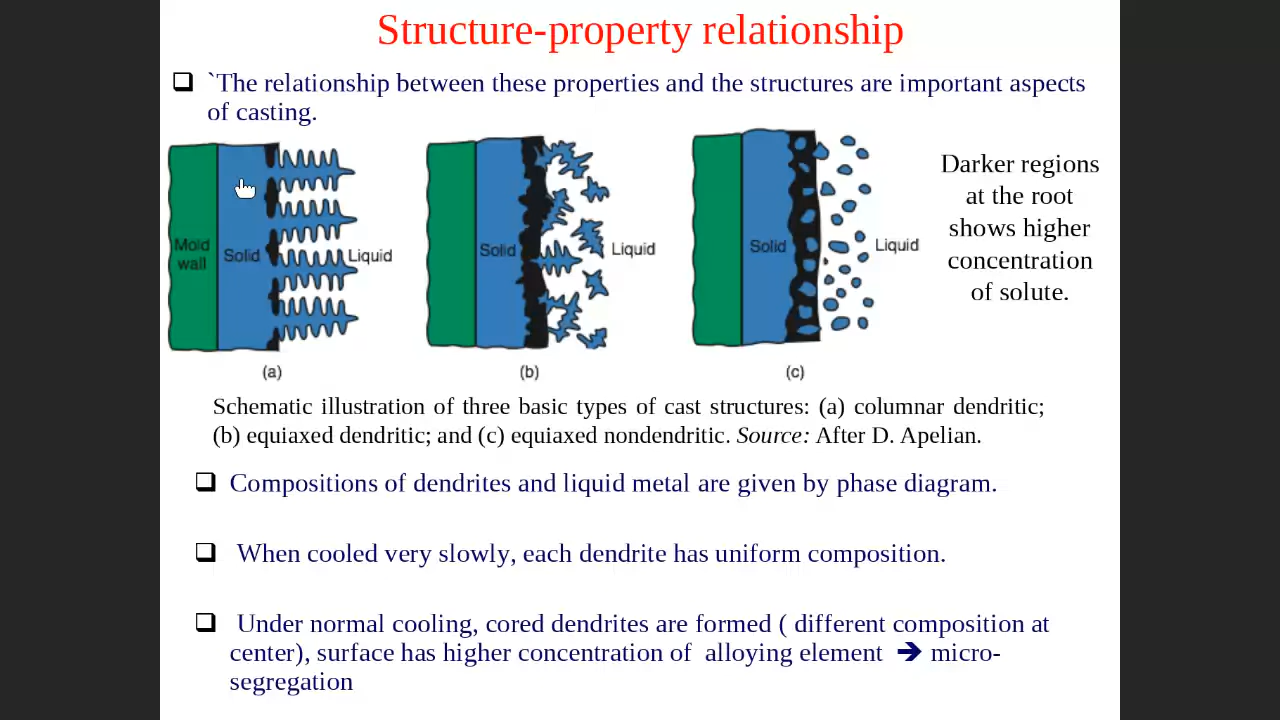 Structure-property relationship
❑ `The relationship between these properties and the structures are important aspects
of casting.
Mold
wall
Solid
Liquid
(a)
Solid
Liquid
(b)
Solid
Liquid
(c)
Darker regions
at the root
shows higher
concentration
of solute.
Schematic illustration of three basic types of cast structures: (a) columnar dendritic;
(b) equiaxed dendritic; and (c) equiaxed nondendritic. Source: After D. Apelian.
❑ Compositions of dendrites and liquid metal are given by phase diagram.
❑ When cooled very slowly, each dendrite has uniform composition.
❑ Under normal cooling, cored dendrites are formed ( different composition at
center), surface has higher concentration of alloying element ➔ micro-
segregation